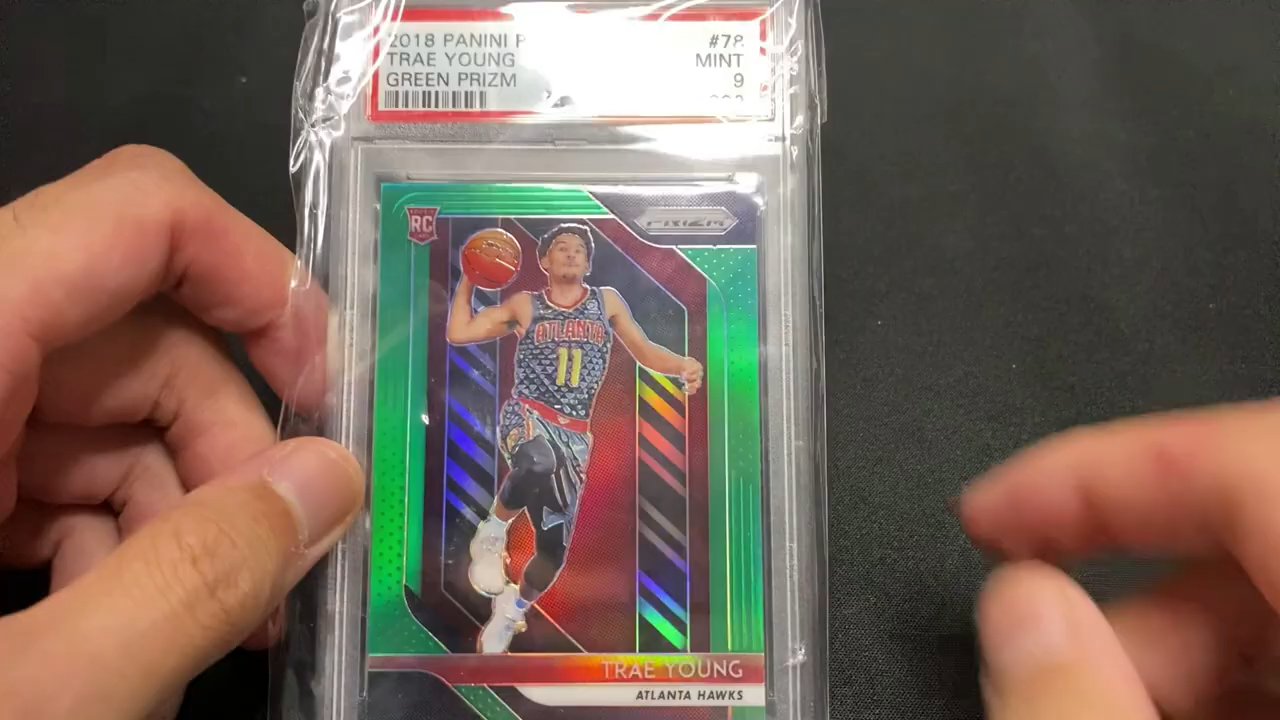 2018 PANINI P
#78
TRAE YOUNG
MINT
GREEN PRIZM
9
RC
PRIZM
ATLANTA
11
TRAE YOUNG
ATLANTA HAWKS